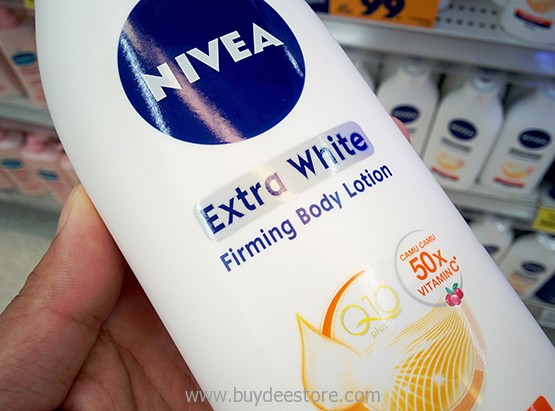 99
NIVEA
Extra White
Firming Body Lotion
CAMU CAMU
50x
VITAMIN C*
Q10
plus
www.buydeestore.com